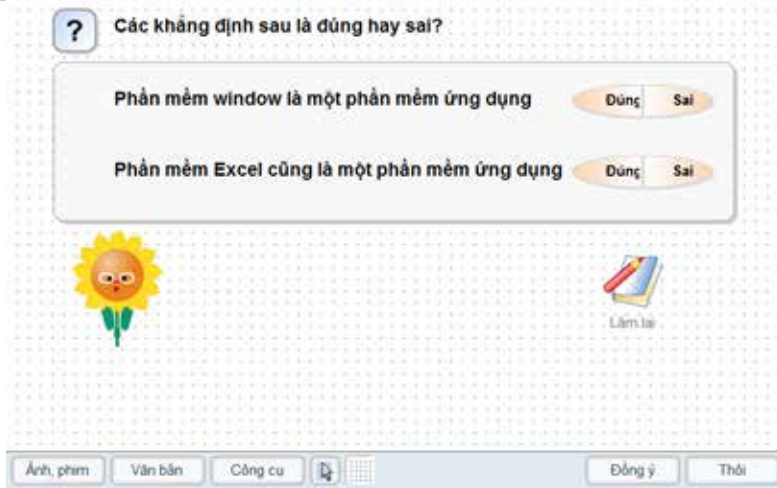 ?
Các khẳng định sau là đúng hay sai?
Phần mềm window là một phần mềm ứng dụng
Đúng Sai
Phần mềm Excel cũng là một phần mềm ứng dụng
Đúng Sai
Làm lại
Ảnh, phim Văn bản Công cụ Đồng ý Thôi